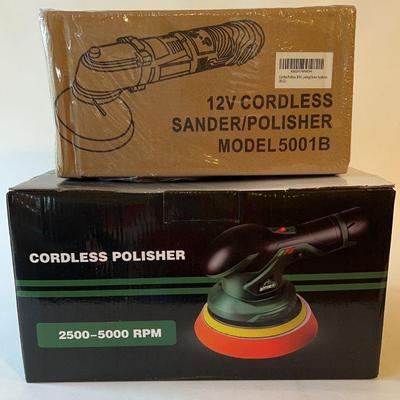 12V CORDLESS
SANDER/POLISHER
MODEL 5001B
CORDLESS POLISHER
2500-5000 RPM